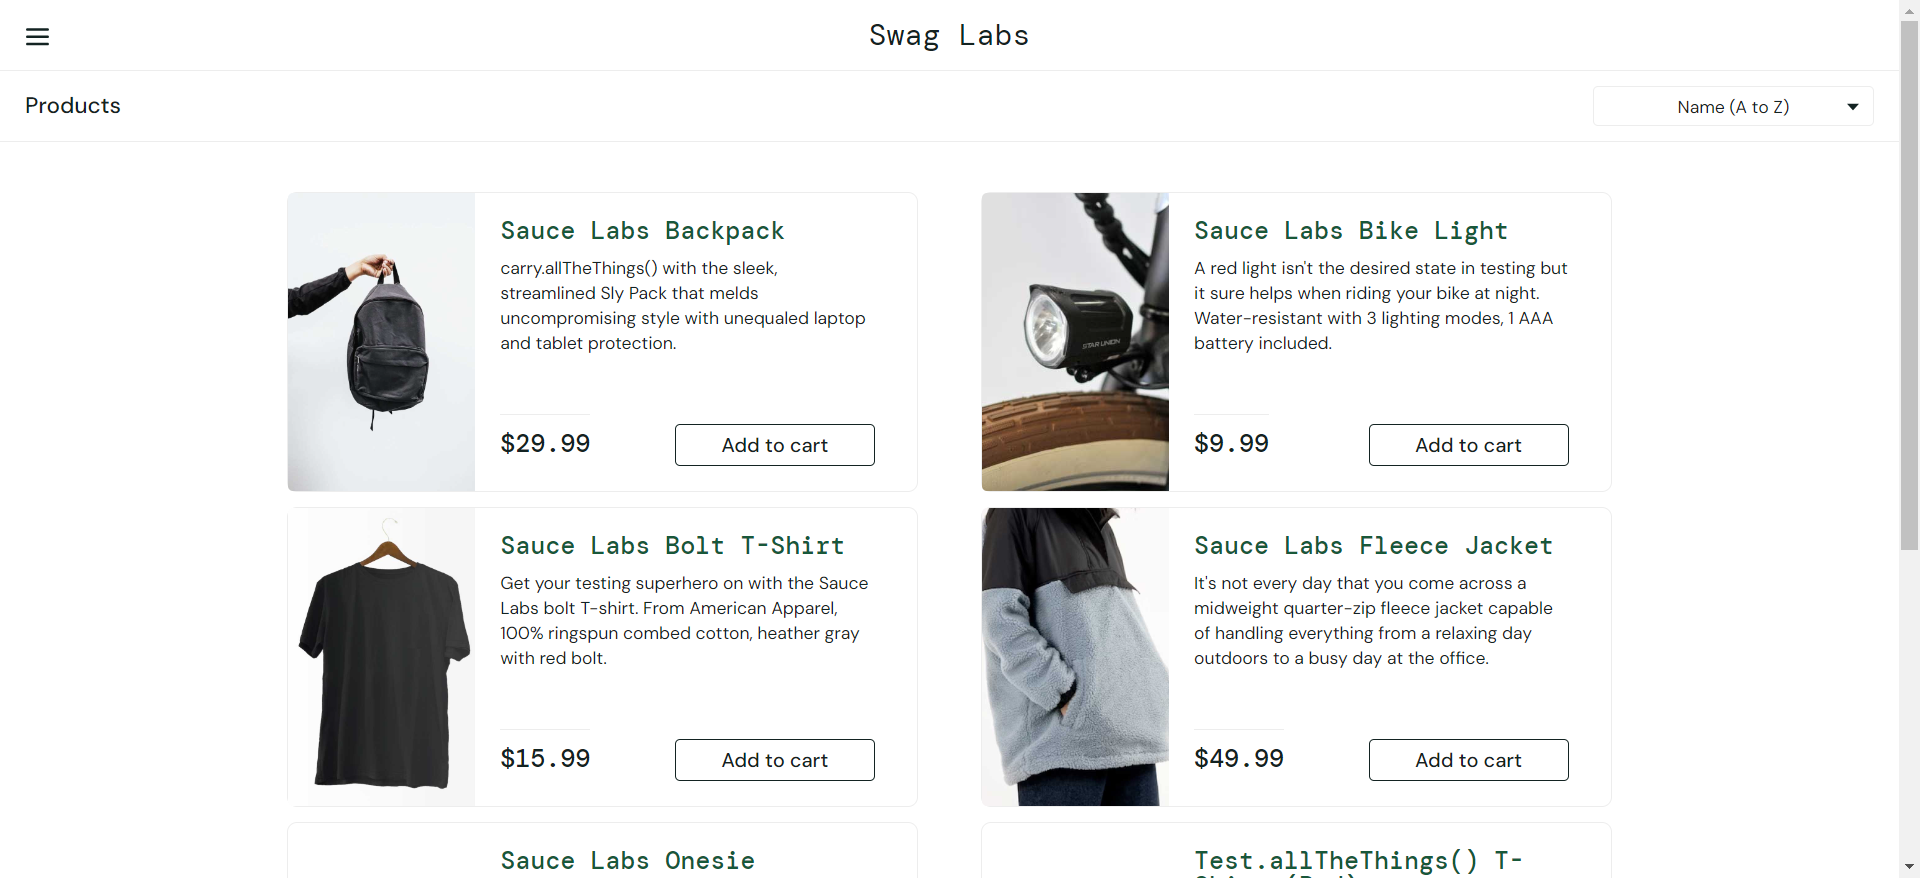 Swag Labs
Products
Name (A to Z)
Sauce Labs Backpack
carry.allTheThings() with the sleek,
streamlined Sly Pack that melds
uncompromising style with unequaled laptop
and tablet protection.
$29.99
Add to cart
Sauce Labs Bike Light
A red light isn't the desired state in testing but
it sure helps when riding your bike at night.
Water-resistant with 3 lighting modes, 1 AAA
battery included.
STAR UNION
$9.99
Add to cart
Sauce Labs Bolt T-Shirt
Get your testing superhero on with the Sauce
Labs bolt T-shirt. From American Apparel,
100% ringspun combed cotton, heather gray
with red bolt.
$15.99
Add to cart
Sauce Labs Fleece Jacket
It's not every day that you come across a
midweight quarter-zip fleece jacket capable
of handling everything from a relaxing day
outdoors to a busy day at the office.
$49.99
Add to cart
Sauce Labs Onesie
Test.allTheThings() T-